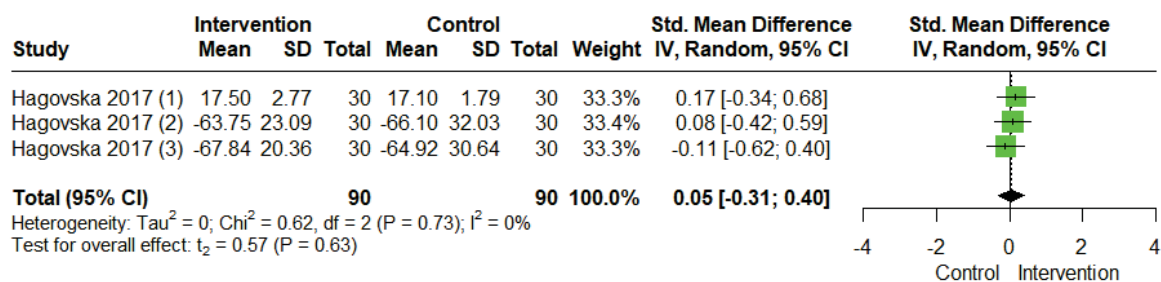 Intervention Control Std. Mean Difference Std. Mean Difference
Study Mean SD Total Mean SD Total Weight IV, Random, 95% CI IV, Random, 95% CI
Hagovska 2017 (1) 17.50 2.77 30 17.10 1.79 30 33.3% 0.17 [-0.34; 0.68]
Hagovska 2017 (2) -63.75 23.09 30 -66.10 32.03 30 33.4% 0.08 [-0.42; 0.59]
Hagovska 2017 (3) -67.84 20.36 30 -64.92 30.64 30 33.3% -0.11 [-0.62; 0.40]
Total (95% CI) 90 90 100.0% 0.05 [-0.31; 0.40]
Heterogeneity: Tau² = 0; Chi² = 0.62, df = 2 (P = 0.73); I² = 0%
Test for overall effect: t₂ = 0.57 (P = 0.63)
-4 -2 0 2 4
Control Intervention